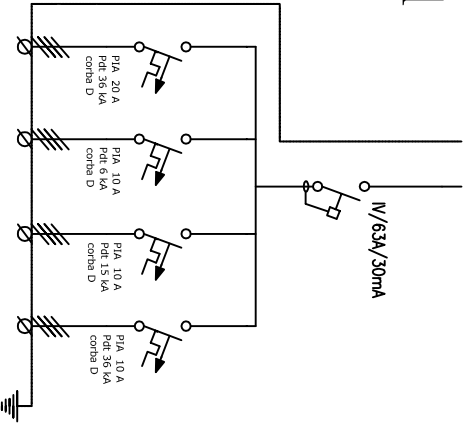 IV/63A/30mA
PIA 20 A
Pdt 36 kA
corba D
PIA 10 A
Pdt 6 kA
corba D
PIA 10 A
Pdt 15 kA
corba D
PIA 10 A
Pdt 36 kA
corba D